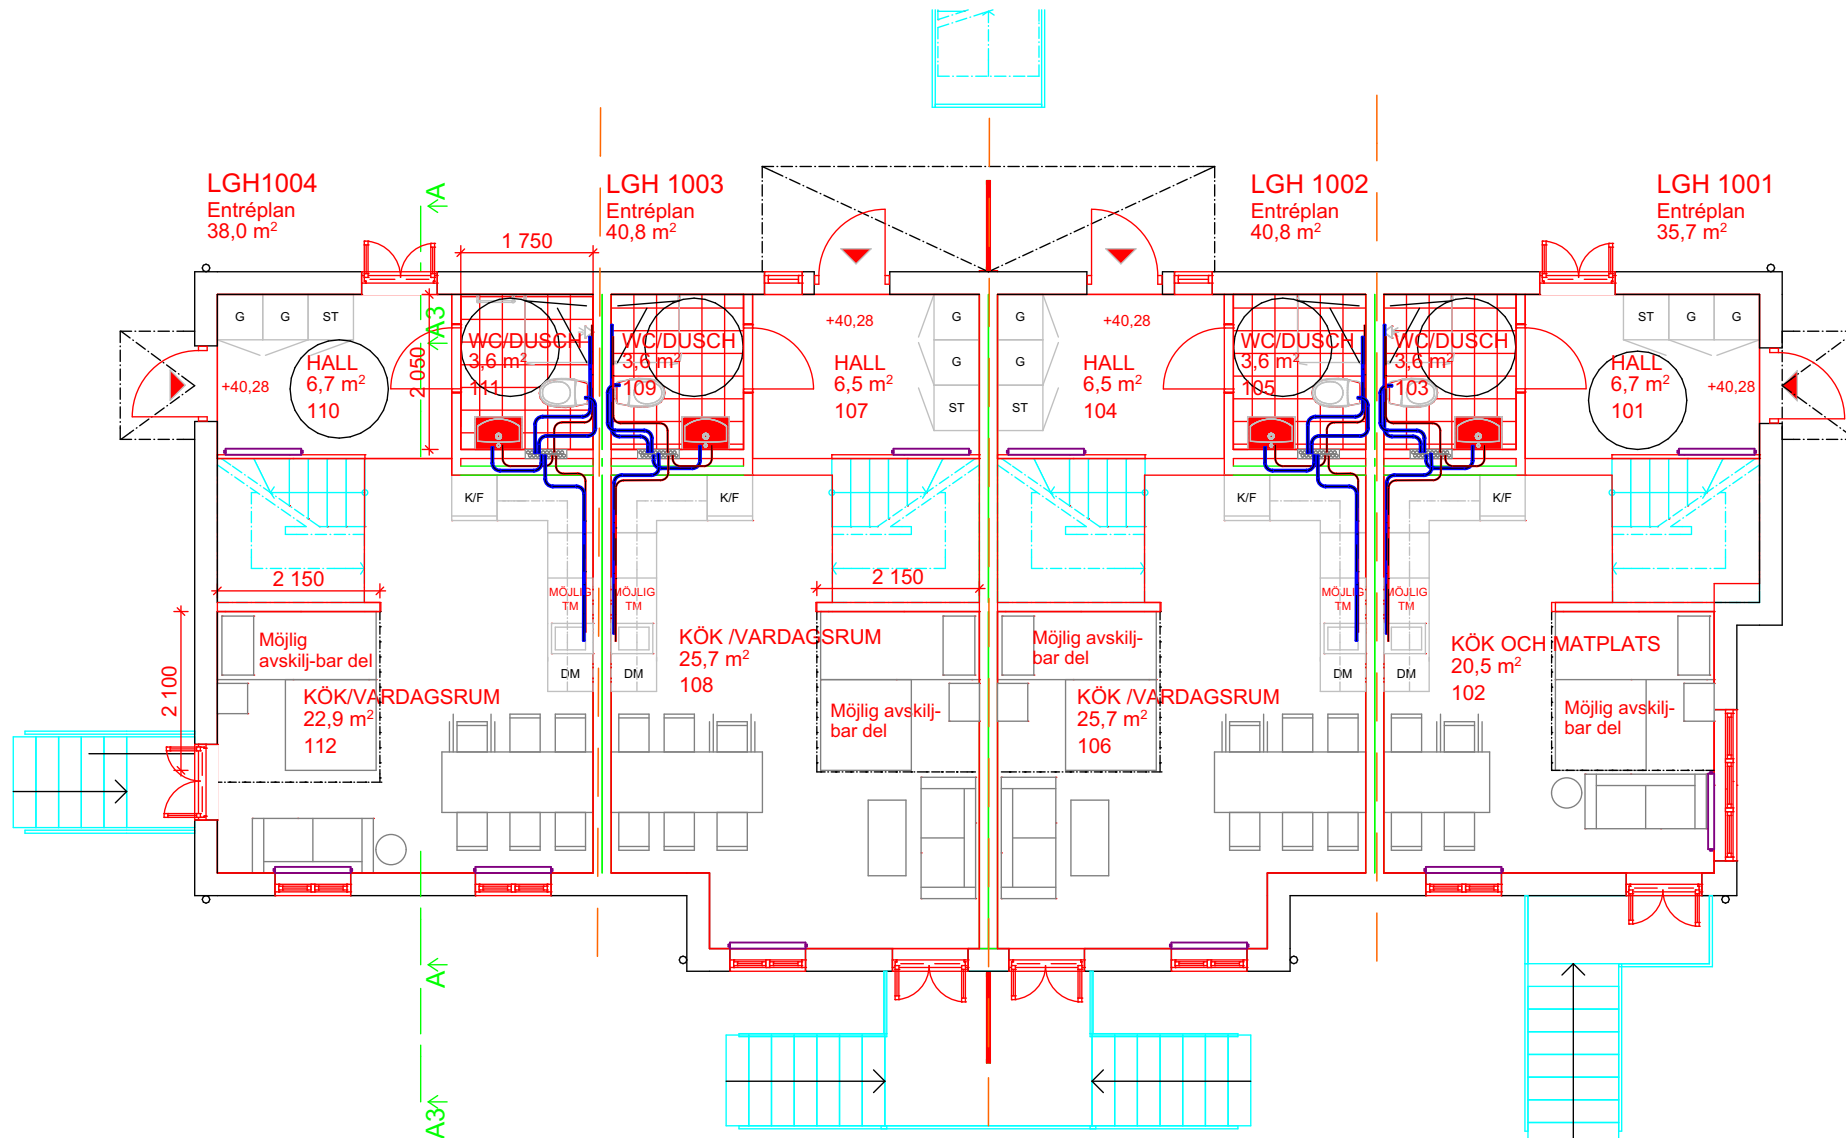 LGH1004
Entréplan
38,0 m²
A
LGH 1003
Entréplan
40,8 m²
LGH 1002
Entréplan
40,8 m²
LGH 1001
Entréplan
35,7 m²
1 750
G
G
ST
A3
WC/DUSCH
3,6 m²
111
WC/DUSCH
3,6 m²
109
+40,28
HALL
6,5 m²
107
G
G
ST
G
G
ST
+40,28
HALL
6,5 m²
104
WC/DUSCH
3,6 m²
105
WC/DUSCH
3,6 m²
103
ST
G
G
HALL
6,7 m²
101
+40,28
+40,28
HALL
6,7 m²
110
2 050
K/F
K/F
K/F
K/F
2 150
2 150
MÖJLIG
TM
MÖJLIG
TM
MÖJLIG
TM
MÖJLIG
TM
DM
DM
DM
DM
2 100
Möjlig
avskilj-bar del
KÖK/VARDAGSRUM
22,9 m²
112
KÖK /VARDAGSRUM
25,7 m²
108
Möjlig avskilj-
bar del
Möjlig avskilj-
bar del
KÖK /VARDAGSRUM
25,7 m²
106
KÖK OCH MATPLATS
20,5 m²
102
Möjlig avskilj-
bar del
A
A3